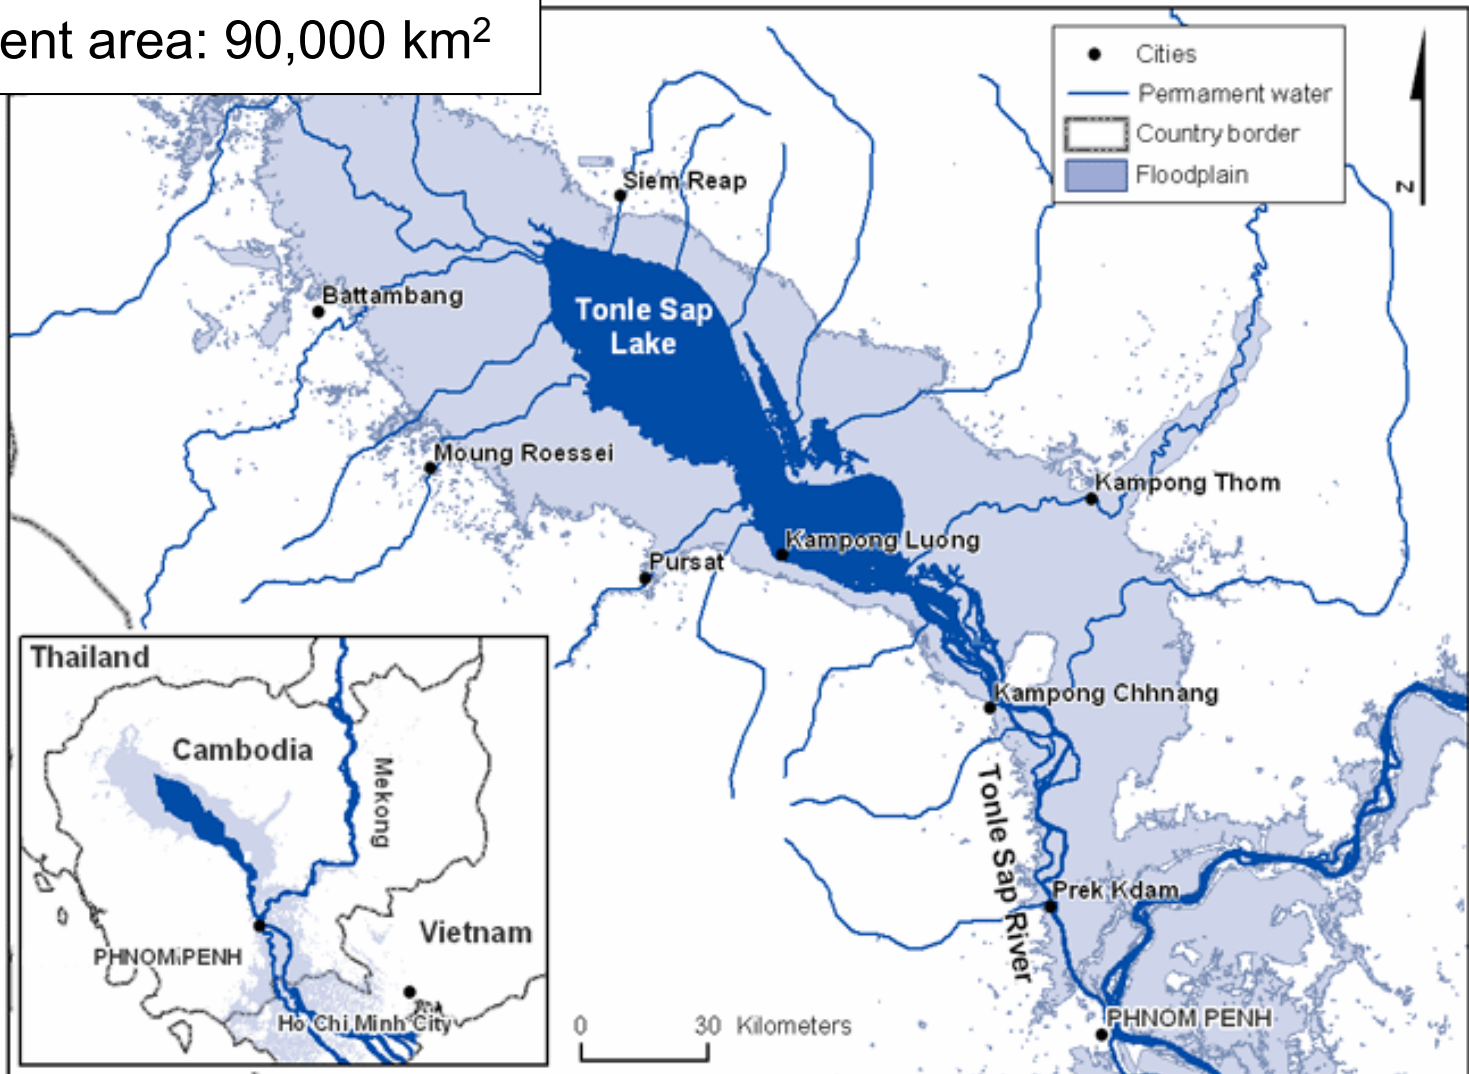 ent area: 90,000 km²
Cities
Permament water
Country border
Floodplain
N
Siem Reap
Battambang
Tonle Sap
Lake
Moung Roessei
Kampong Thom
Kampong Luong
Pursat
Kampong Chhnang
Tonle Sap River
Prek Kdam
PHNOM PENH
0 30 Kilometers
Thailand
Cambodia
Mekong
Vietnam
PHNOM PENH
Ho Chi Minh City